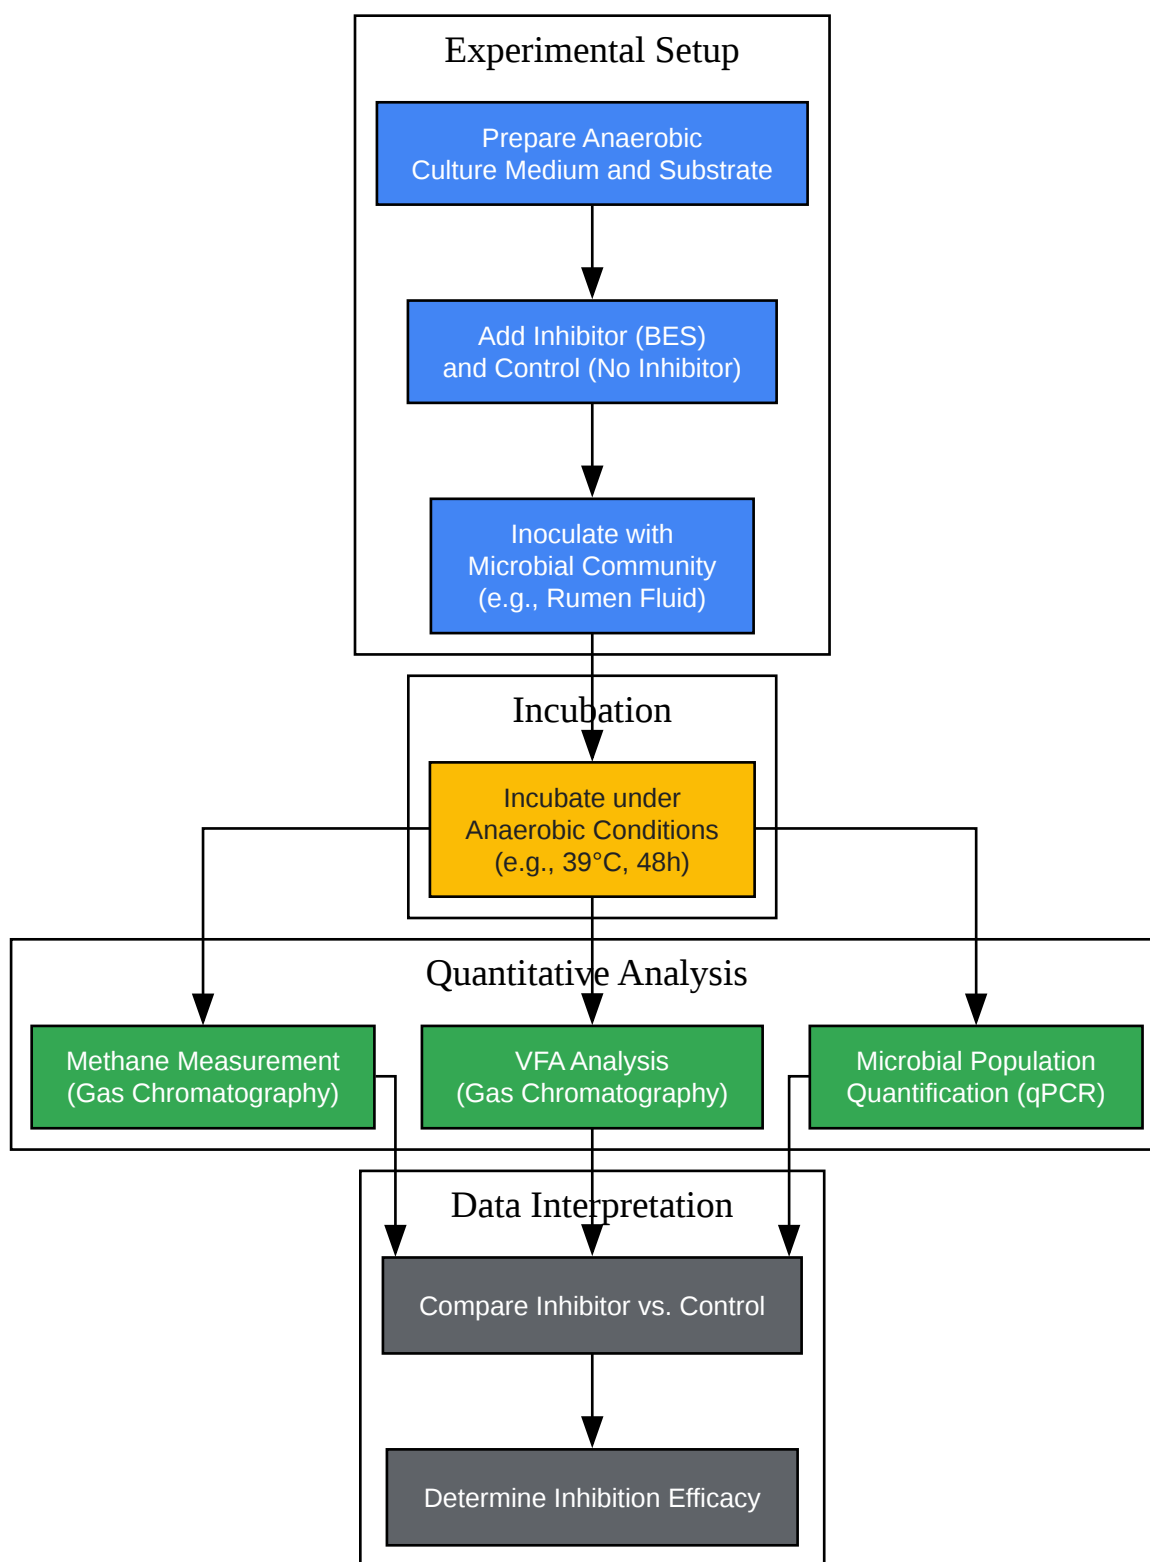 Experimental Setup
Prepare Anaerobic
Culture Medium and Substrate
Add Inhibitor (BES)
and Control (No Inhibitor)
Inoculate with
Microbial Community
(e.g., Rumen Fluid)
Incubation
Incubate under
Anaerobic Conditions
(e.g., 39°C, 48h)
Quantitative Analysis
Methane Measurement
(Gas Chromatography)
VFA Analysis
(Gas Chromatography)
Microbial Population
Quantification (qPCR)
Data Interpretation
Compare Inhibitor vs. Control
Determine Inhibition Efficacy